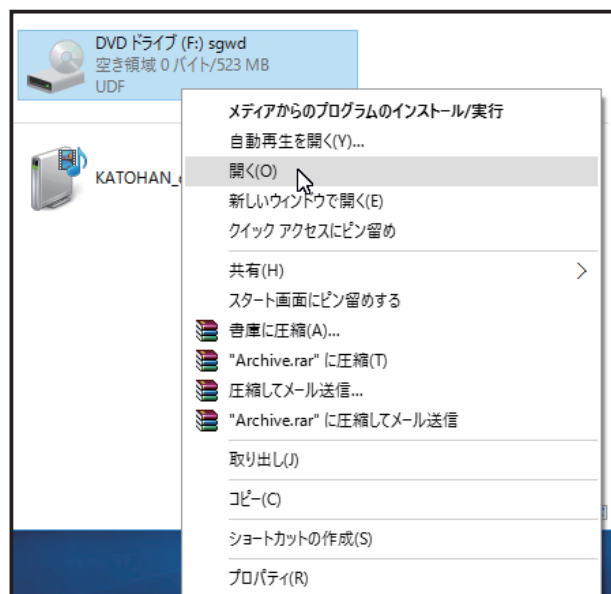 DVD ドライブ (F:) sgwd
空き領域 0 バイト/523 MB
UDF
メディアからのプログラムのインストール/実行
自動再生を開く(Y)...
開く(O)
新しいウィンドウで開く(E)
クイック アクセスにピン留め
KATOHAN_
共有(H)
スタート画面にピン留めする
書庫に圧縮(A)...
"Archive.rar" に圧縮(T)
圧縮してメール送信...
"Archive.rar" に圧縮してメール送信
取り出し(J)
コピー(C)
ショートカットの作成(S)
プロパティ(R)